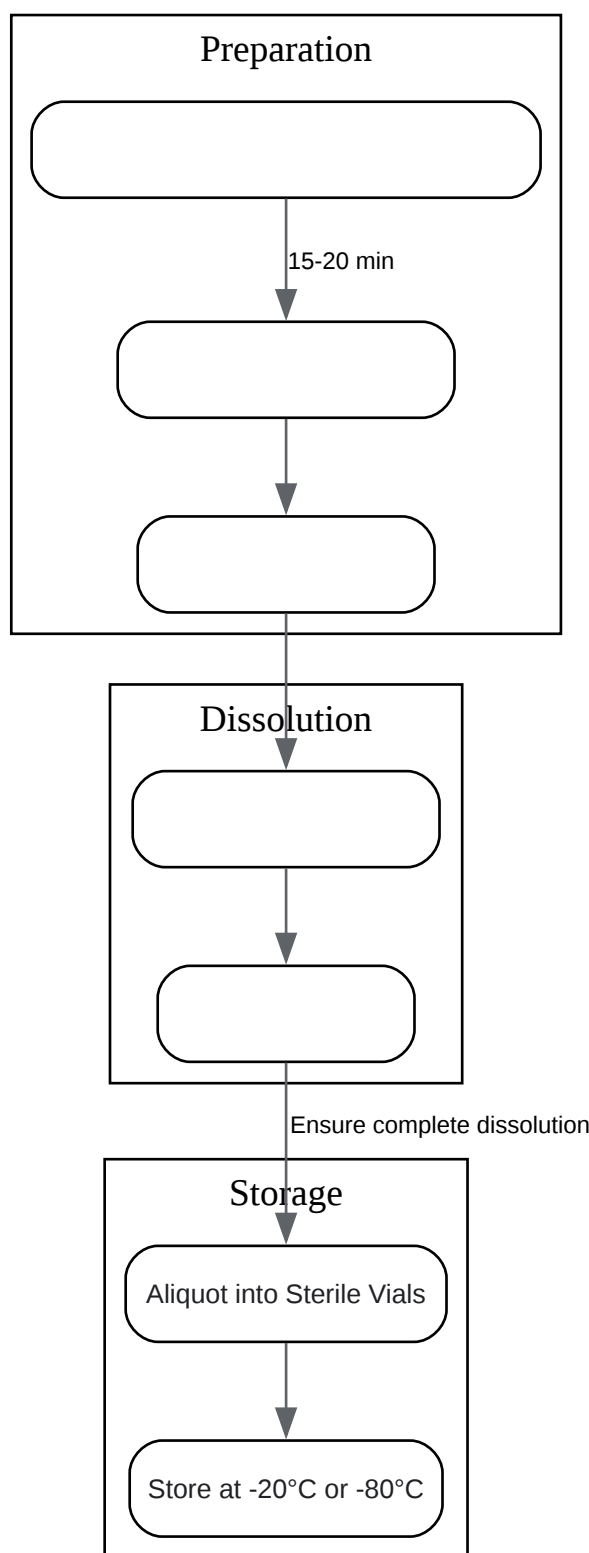 Preparation
15-20 min
Dissolution
Ensure complete dissolution
Storage
Aliquot into Sterile Vials
Store at -20°C or -80°C